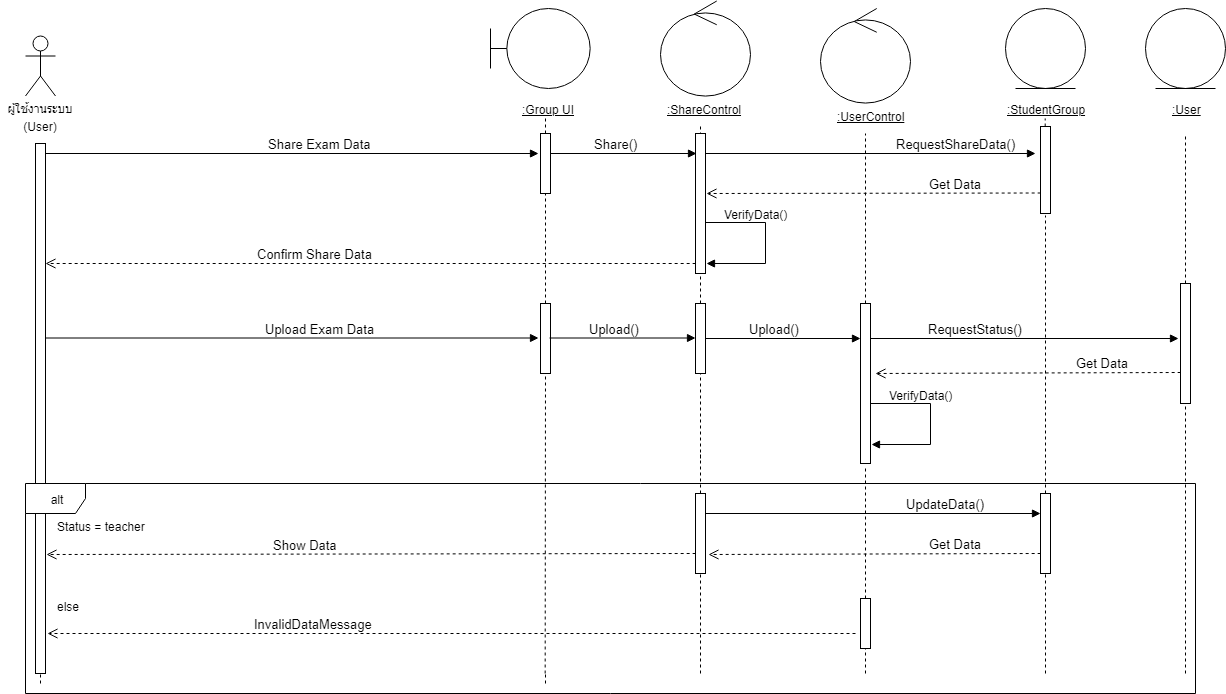 ผู้ใช้งานระบบ
(User)
:Group UI
:ShareControl
:UserControl
:StudentGroup
:User
Share Exam Data
Share()
RequestShareData()
Get Data
VerifyData()
Confirm Share Data
Upload Exam Data
Upload()
Upload()
RequestStatus()
Get Data
VerifyData()
alt
UpdateData()
Status = teacher
Show Data
Get Data
else
InvalidDataMessage